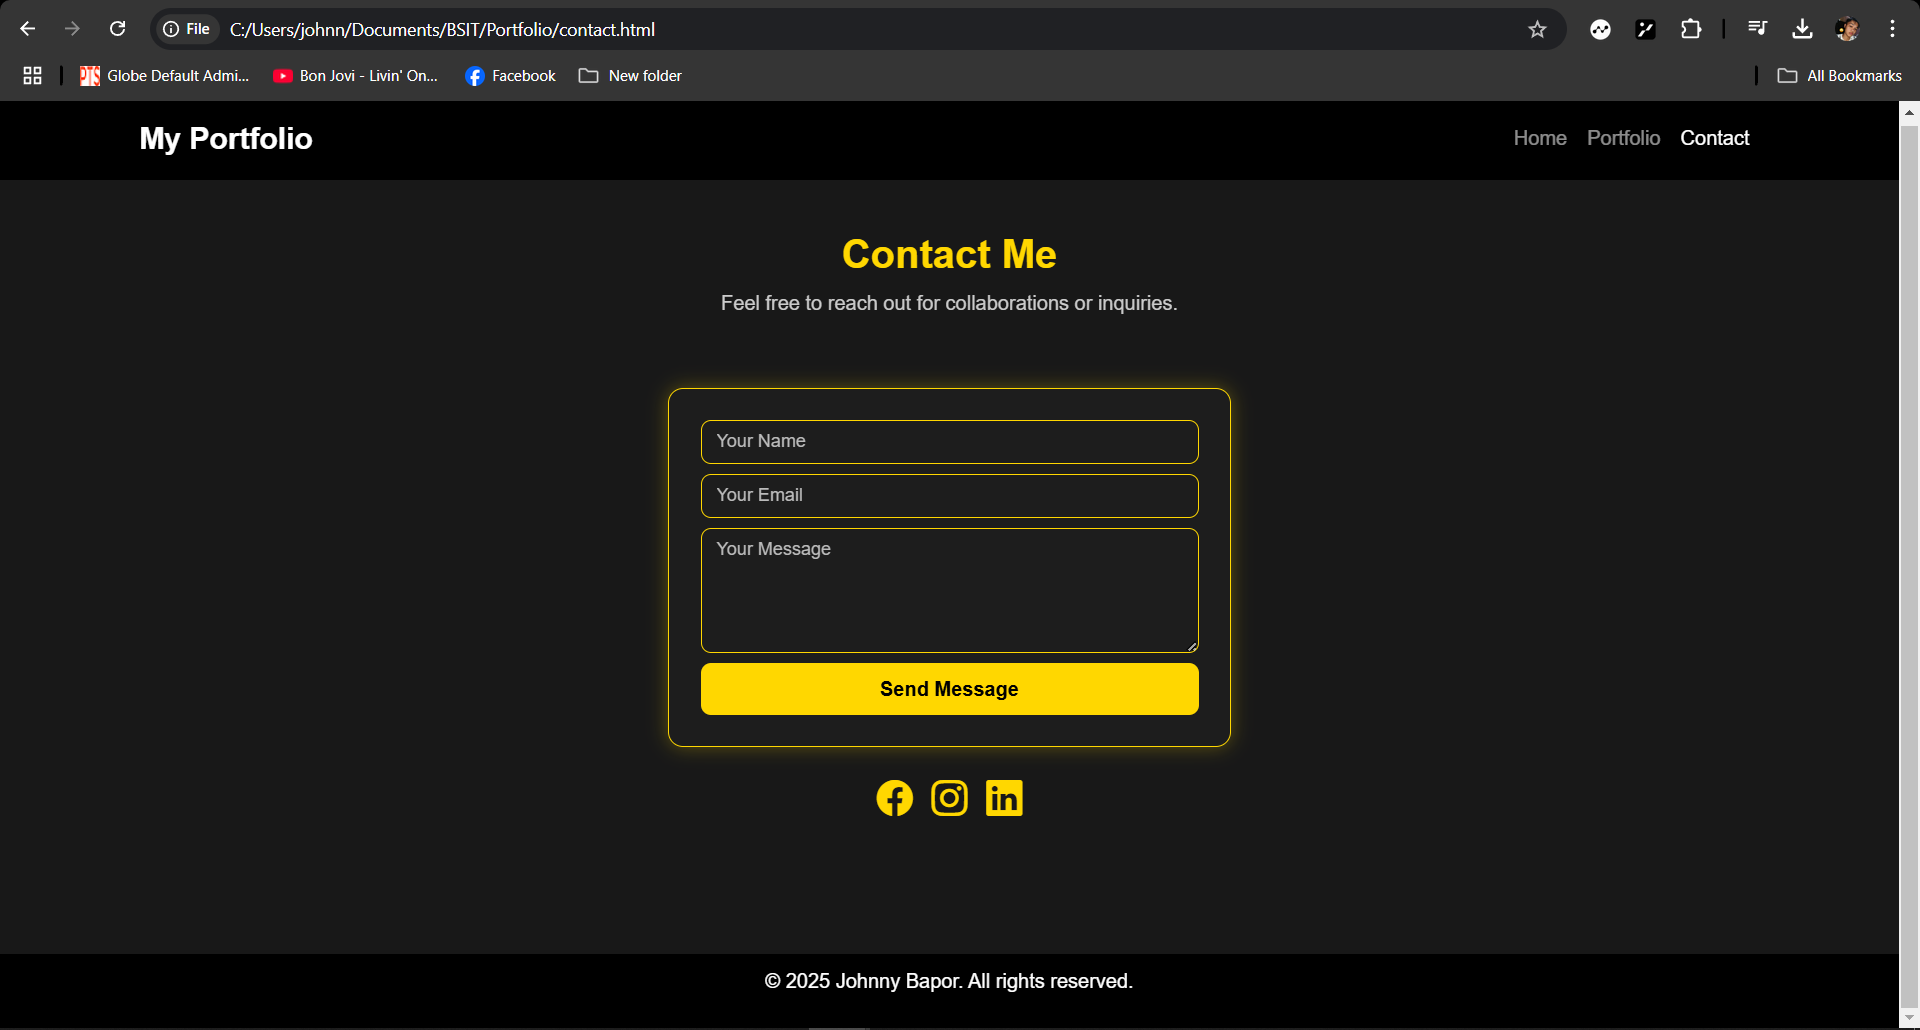 File C:/Users/johnn/Documents/BSIT/Portfolio/contact.html
PTS Globe Default Admi... Bon Jovi - Livin' On... Facebook New folder All Bookmarks
My Portfolio Home Portfolio Contact
Contact Me
Feel free to reach out for collaborations or inquiries.
Your Name
Your Email
Your Message
Send Message
© 2025 Johnny Bapor. All rights reserved.